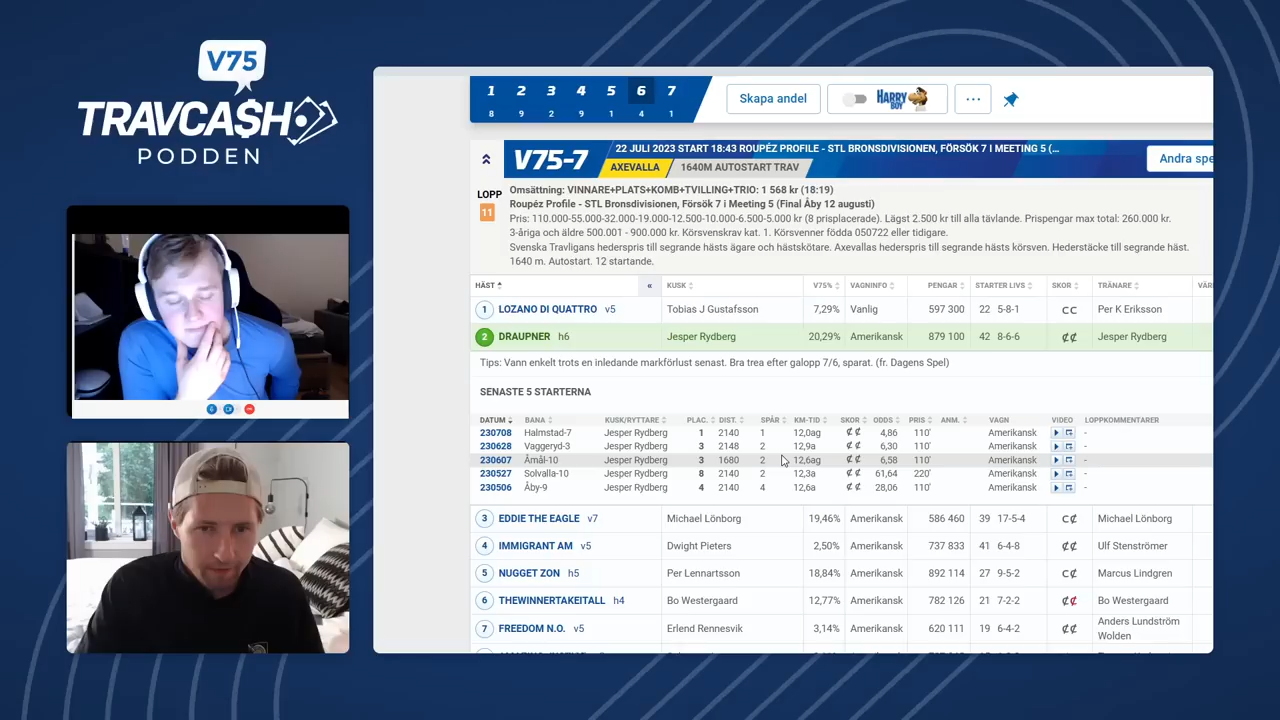 V75
TRAVCA$H
PODDEN
1 2 3 4 5 6 7
8 9 2 9 1 4 1
Skapa andel
HARRY BOY
...
V75-7
22 JULI 2023 START 18:43 ROUPÉZ PROFILE - STL BRONSDIVISIONEN, FÖRSÖK 7 I MEETING 5 (...
AXEVALLA
1640M AUTOSTART TRAV
Andra spe
LOPP
11
Omsättning: VINNARE+PLATS+KOMB+TVILLING+TRIO: 1 568 kr (18:19)
Roupéz Profile - STL Bronsdivisionen, Försök 7 i Meeting 5 (Final Åby 12 augusti)
Pris: 110.000-55.000-32.000-19.000-12.500-10.000-6.500-5.000 kr (8 prisplacerade). Lägst 2.500 kr till alla tävlande. Prispengar max total: 260.000 kr.
3-åriga och äldre 500.001 - 900.000 kr. Körsvenskrav kat. 1. Körsvenner födda 050722 eller tidigare.
Svenska Travligans hederspris till segrande hästs ägare och hästskötare. Axevallas hederspris till segrande hästs körsven. Hederstäcke till segrande häst.
1640 m. Autostart. 12 startande.
HÄST « KUSK V75% VAGNINFO PENGAR STARTER LIVS SKOR TRÄNARE VÄR
1 LOZANO DI QUATTRO v5 Tobias J Gustafsson 7,29% Vanlig 597 300 22 5-8-1 C C Per K Eriksson
2 DRAUPNER h6 Jesper Rydberg 20,29% Amerikansk 879 100 42 8-6-6 ₵ ₵ Jesper Rydberg
Tips: Vann enkelt trots en inledande markförlust senast. Bra trea efter galopp 7/6, sparat. (fr. Dagens Spel)
SENASTE 5 STARTERNA
DATUM BANA KUSK/RYTTARE PLAC. DIST. SPÅR KM-TID SKOR ODDS PRIS ANM. VAGN VIDEO LOPPKOMMENTARER
230708 Halmstad-7 Jesper Rydberg 1 2140 1 12,0ag ₵ ₵ 4,86 110' Amerikansk -
230628 Vaggeryd-3 Jesper Rydberg 3 2148 2 12,9a ₵ ₵ 6,30 110' Amerikansk -
230607 Åmål-10 Jesper Rydberg 3 1680 2 12,6ag ₵ ₵ 6,58 110' Amerikansk -
230527 Solvalla-10 Jesper Rydberg 8 2140 2 12,3a ₵ ₵ 61,64 220' Amerikansk -
230506 Åby-9 Jesper Rydberg 4 2140 4 12,6a ₵ ₵ 28,06 110' Amerikansk -
3 EDDIE THE EAGLE v7 Michael Lönborg 19,46% Amerikansk 586 460 39 17-5-4 C ₵ Michael Lönborg
4 IMMIGRANT AM v5 Dwight Pieters 2,50% Amerikansk 737 833 41 6-4-8 ₵ ₵ Ulf Stenströmer
5 NUGGET ZON h5 Per Lennartsson 18,84% Amerikansk 892 114 27 9-5-2 C ₵ Marcus Lindgren
6 THEWINNERTAKEITALL h4 Bo Westergaard 12,77% Amerikansk 782 126 21 7-2-2 ₵ ₵ Bo Westergaard
7 FREEDOM N.O. v5 Erlend Rennesvik 3,14% Amerikansk 620 111 19 6-4-2 ₵ ₵ Anders Lundström
Wolden